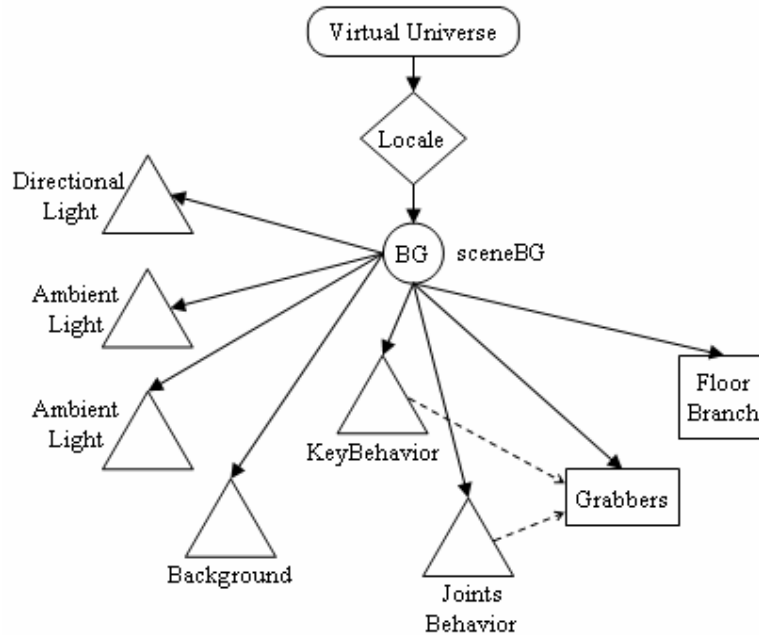 Virtual Universe
Locale
Directional
Light
BG
sceneBG
Ambient
Light
Ambient
Light
Floor
Branch
KeyBehavior
Grabbers
Background
Joints
Behavior